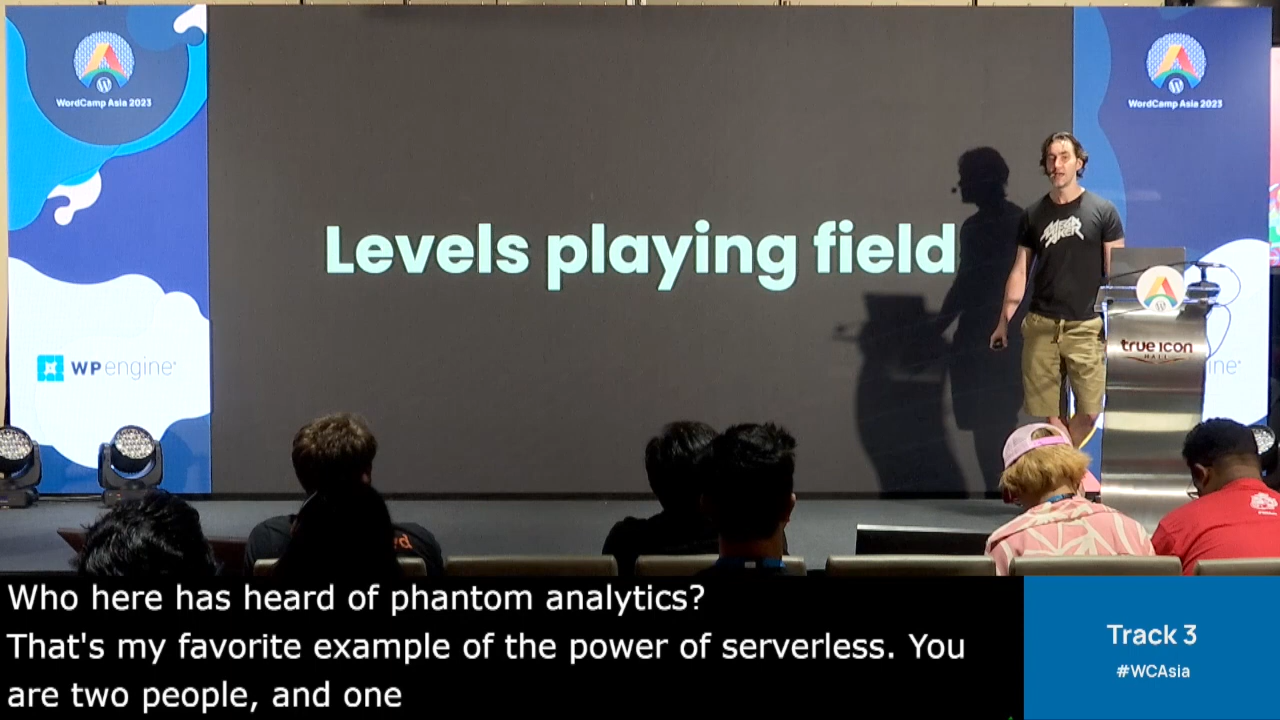 WordCamp Asia 2023
WordCamp Asia 2023
Levels playing field
WP engine
true icon
HALL
ine
Who here has heard of phantom analytics?
That's my favorite example of the power of serverless. You
are two people, and one
Track 3
#WCAsia